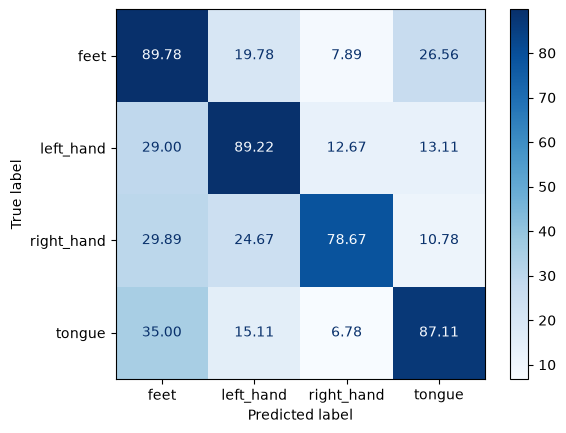 feet 89.78 19.78 7.89 26.56
left_hand 29.00 89.22 12.67 13.11
right_hand 29.89 24.67 78.67 10.78
tongue 35.00 15.11 6.78 87.11
feet left_hand right_hand tongue
Predicted label
True label
80
70
60
50
40
30
20
10